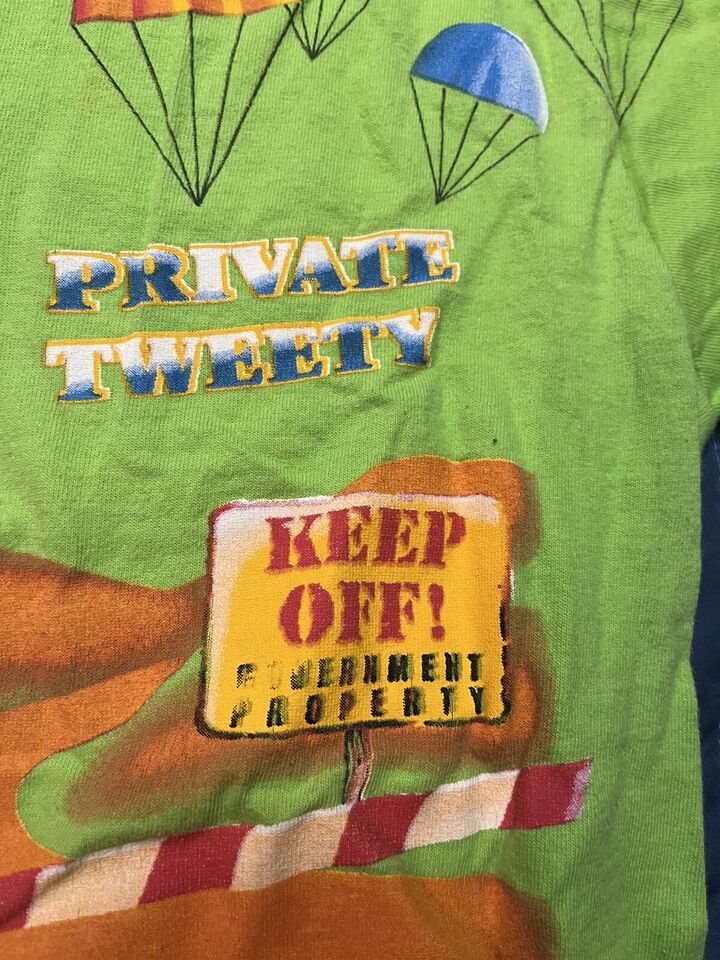 PRIVATE
TWEETY
KEEP
OFF!
GOVERNMENT
PROPERTY